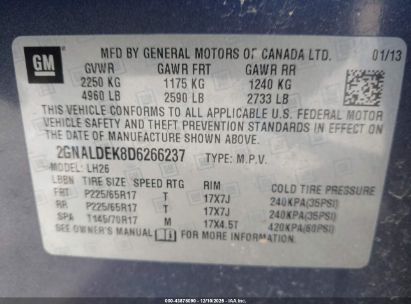 GM
MFD BY GENERAL MOTORS OF CANADA LTD. 01/13
GVWR GAWR FRT GAWR RR
2250 KG 1175 KG 1240 KG
4960 LB 2590 LB 2733 LB
THIS VEHICLE CONFORMS TO ALL APPLICABLE
U.S. FEDERAL MOTOR
VEHICLE SAFETY AND THEFT PREVENTION STANDARDS IN EFFECT ON
THE DATE OF MANUFACTURE SHOWN ABOVE.
2GNALDEK8D6266237 TYPE: M.P.V.
MODEL: LH26
LBBN TIRE SIZE SPEED RTG RIM COLD TIRE PRESSURE
FRT P225/65R17 T 17X7J 240KPA(35PSI)
RR P225/65R17 T 17X7J 240KPA(35PSI)
SPA T145/70R17 M 17X4.5T 420KPA(60PSI)
SEE OWNER'S MANUAL FOR ADDITIONAL INFORMATION